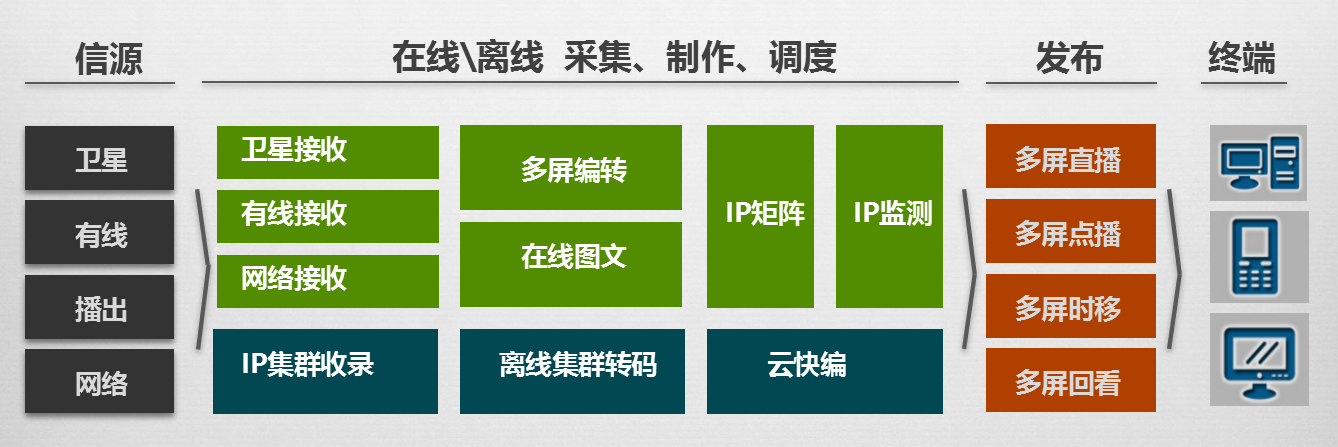 信源
在线\离线 采集、制作、调度
发布
终端
卫星
有线
播出
网络
卫星接收
有线接收
网络接收
多屏编转
在线图文
IP矩阵
IP监测
IP集群收录
离线集群转码
云快编
多屏直播
多屏点播
多屏时移
多屏回看